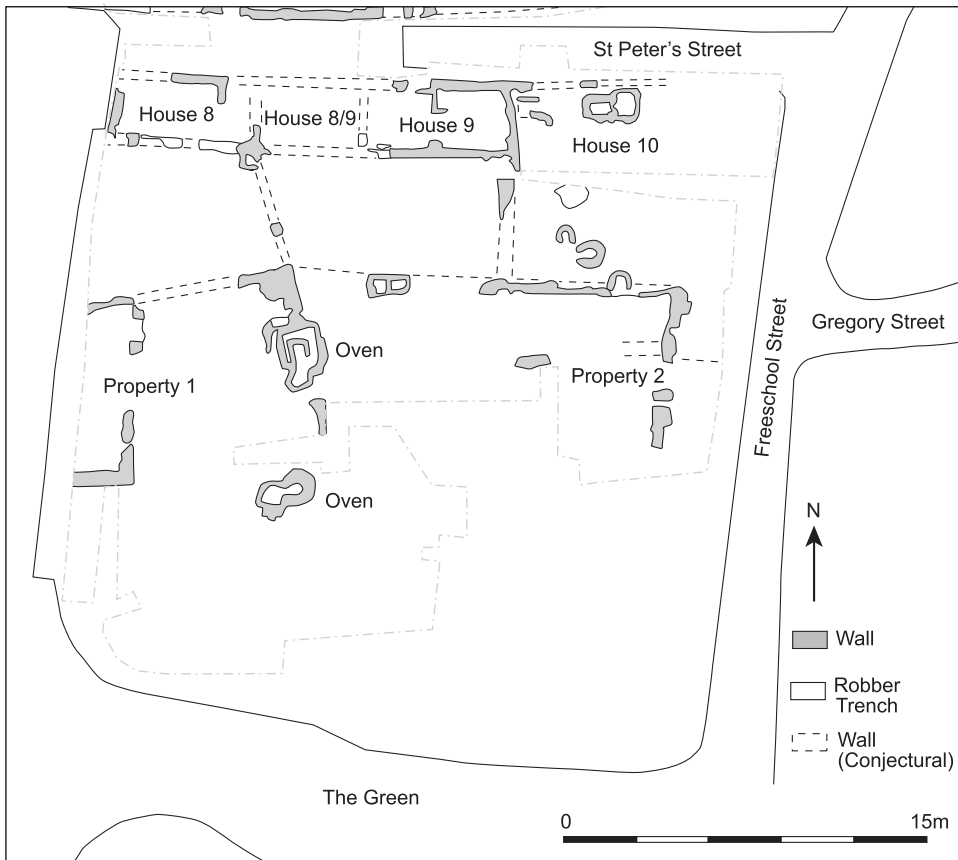 St Peter's Street
House 8
House 8/9
House 9
House 10
Gregory Street
Oven
Property 1
Property 2
Freeschool Street
Oven
N
Wall
Robber
Trench
Wall
(Conjectural)
The Green
0
15m